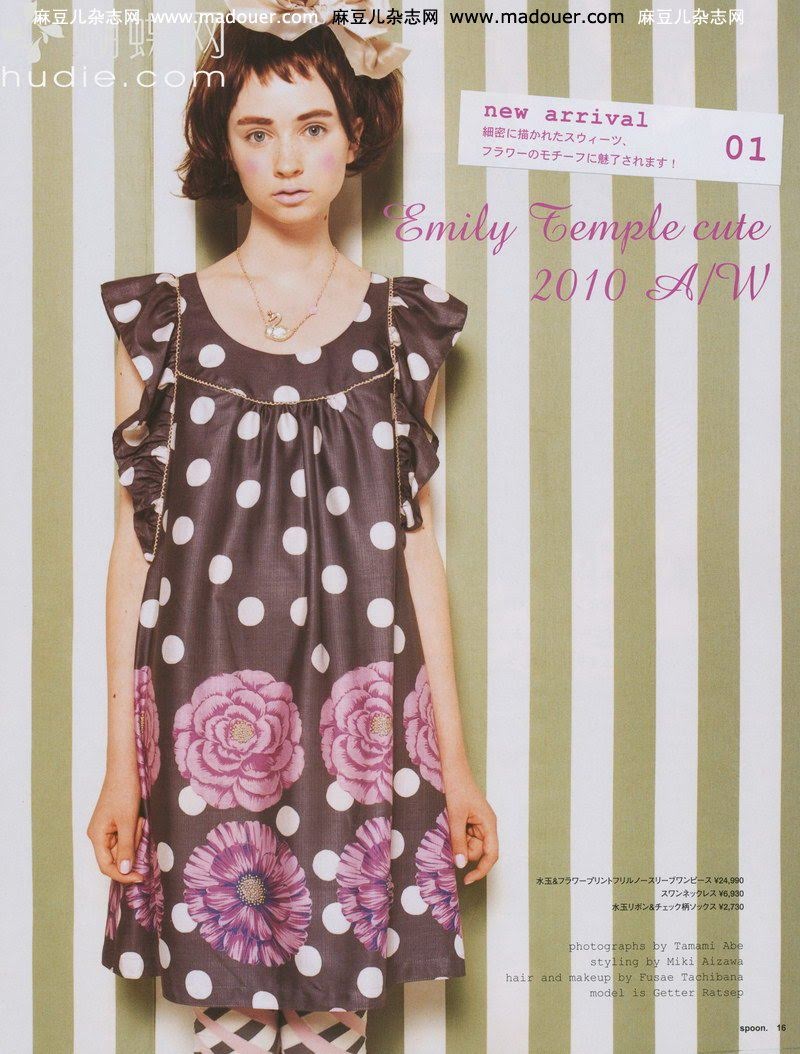 麻豆儿杂志网 www.madouer.com 麻豆儿杂志网 www.madouer.com 麻豆儿杂志网
蝴蝶网
hudie.com
new arrival
細密に描かれたスウィーツ、
フラワーのモチーフに魅了されます！
01
Emily Temple cute
2010 A/W
水玉&フラワープリントフリルノースリーブワンピース ¥24,990
スワンネックレス ¥6,930
水玉リボン&チェック柄ソックス ¥2,730
photographs by Tamami Abe
styling by Miki Aizawa
hair and makeup by Fusae Tachibana
model is Getter Ratsep
spoon. 16